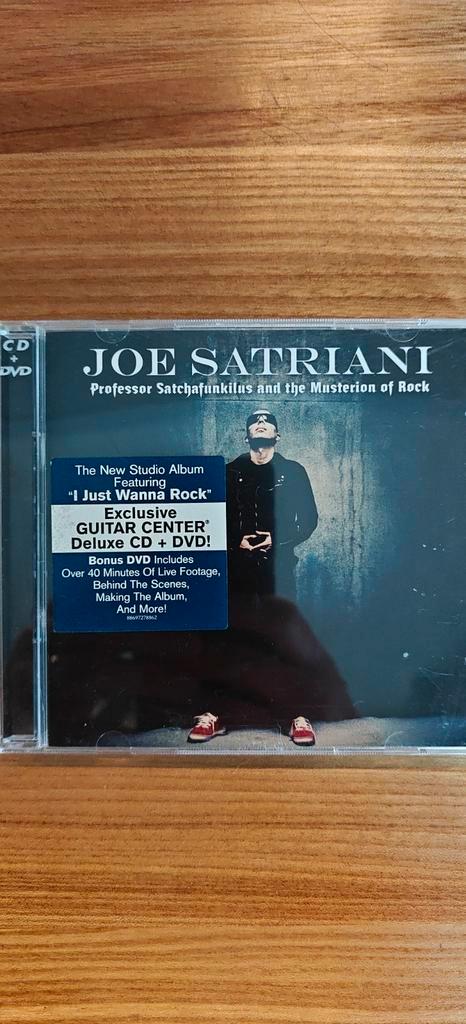 CD
+
DVD
JOE SATRIANI
Professor Satchafunkilus and the Musterion of Rock
The New Studio Album
Featuring
"I Just Wanna Rock"
Exclusive
GUITAR CENTER®
Deluxe CD + DVD!
Bonus DVD Includes
Over 40 Minutes Of Live Footage,
Behind The Scenes,
Making The Album,
And More!
88697278862